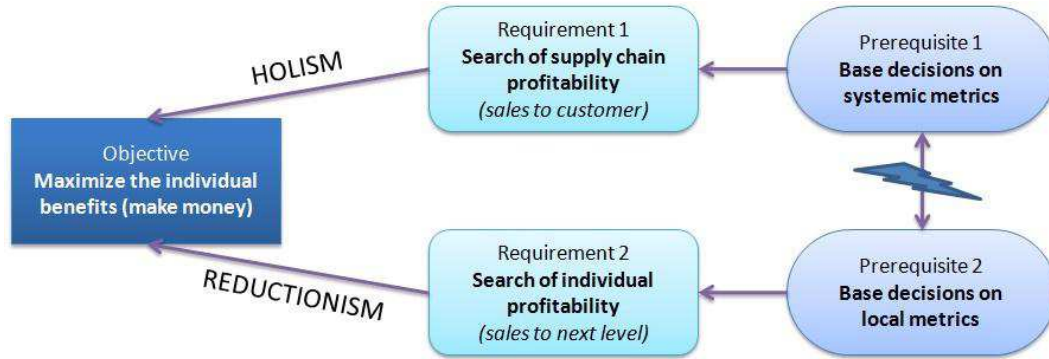 Requirement 1
Search of supply chain
profitability
(sales to customer)
Prerequisite 1
Base decisions on
systemic metrics
HOLISM
Objective
Maximize the individual
benefits (make money)
REDUCTIONISM
Requirement 2
Search of individual
profitability
(sales to next level)
Prerequisite 2
Base decisions on
local metrics